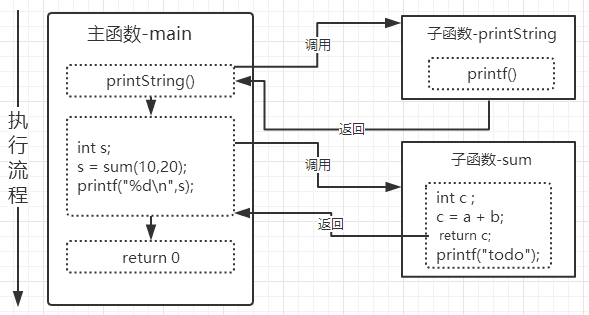 执行流程
主函数-main
printString()
int s;
s = sum(10,20);
printf("%d\n",s);
return 0
调用
返回
调用
返回
子函数-printString
printf()
子函数-sum
int c ;
c = a + b;
return c;
printf("todo");